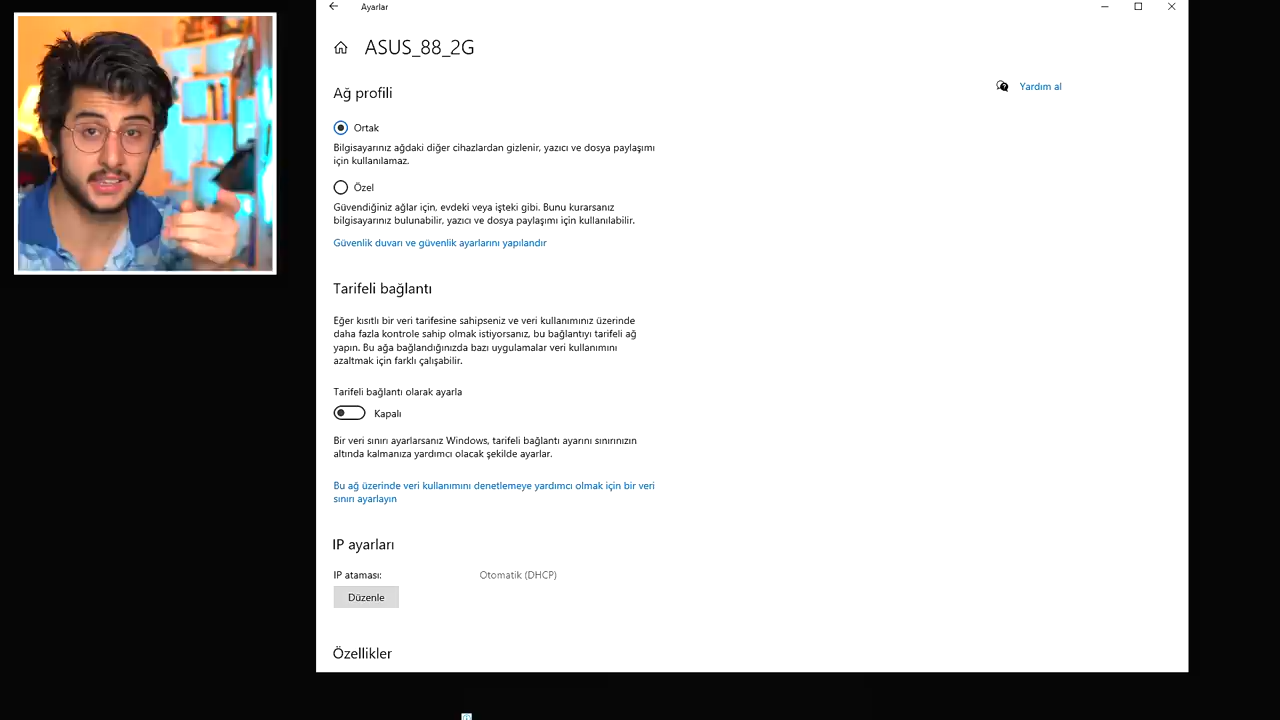 Ayarlar
ASUS_88_2G
Ağ profili
Yardım al
Ortak
Bilgisayarınız ağdaki diğer cihazlardan gizlenir, yazıcı ve dosya paylaşımı
için kullanılamaz.
Özel
Güvendiğiniz ağlar için, evdeki veya işteki gibi. Bunu kurarsanız
bilgisayarınız bulunabilir, yazıcı ve dosya paylaşımı için kullanılabilir.
Güvenlik duvarı ve güvenlik ayarlarını yapılandır
Tarifeli bağlantı
Eğer kısıtlı bir veri tarifesine sahipseniz ve veri kullanımınız üzerinde
daha fazla kontrole sahip olmak istiyorsanız, bu bağlantıyı tarifeli ağ
yapın. Bu ağa bağlandığınızda bazı uygulamalar veri kullanımını
azaltmak için farklı çalışabilir.
Tarifeli bağlantı olarak ayarla
Kapalı
Bir veri sınırı ayarlarsanız Windows, tarifeli bağlantı ayarını sınırınızın
altında kalmanıza yardımcı olacak şekilde ayarlar.
Bu ağ üzerinde veri kullanımını denetlemeye yardımcı olmak için bir veri
sınırı ayarlayın
IP ayarları
IP ataması:
Otomatik (DHCP)
Düzenle
Özellikler